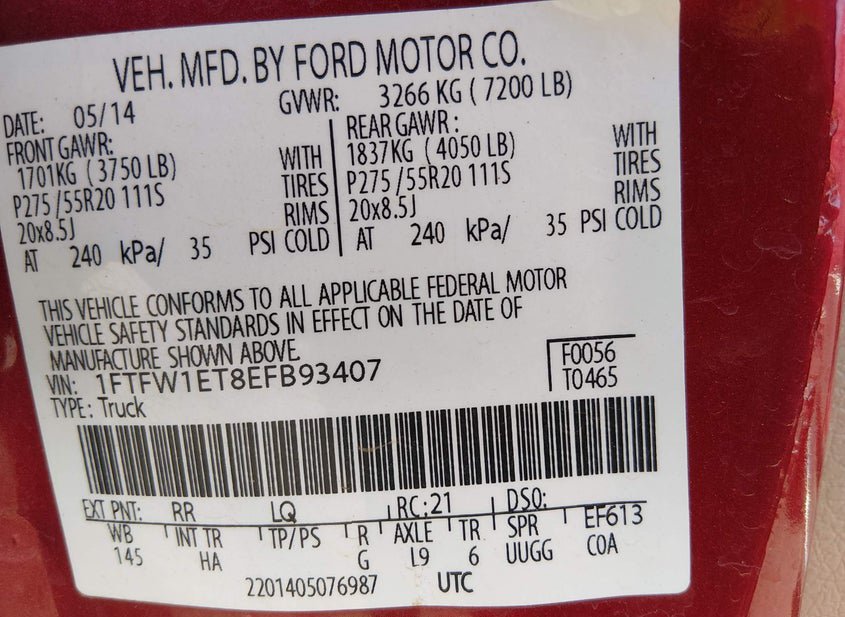 VEH. MFD. BY FORD MOTOR CO.
DATE: 05/14 GVWR: 3266 KG ( 7200 LB)
FRONT GAWR: REAR GAWR :
1701KG ( 3750 LB) WITH 1837KG ( 4050 LB) WITH
P275 /55R20 111S TIRES P275 /55R20 111S TIRES
20x8.5J RIMS 20x8.5J RIMS
AT 240 kPa/ 35 PSI COLD AT 240 kPa/ 35 PSI COLD
THIS VEHICLE CONFORMS TO ALL APPLICABLE FEDERAL MOTOR
VEHICLE SAFETY STANDARDS IN EFFECT ON THE DATE OF
MANUFACTURE SHOWN ABOVE.
VIN: 1FTFW1ET8EFB93407 F0056
TYPE: Truck T0465
EXT PNT: RR LQ RC:21 DSO:
WB INT TR TP/PS R AXLE TR SPR EF613
145 HA G L9 6 UUGG C0A
2201405076987 UTC